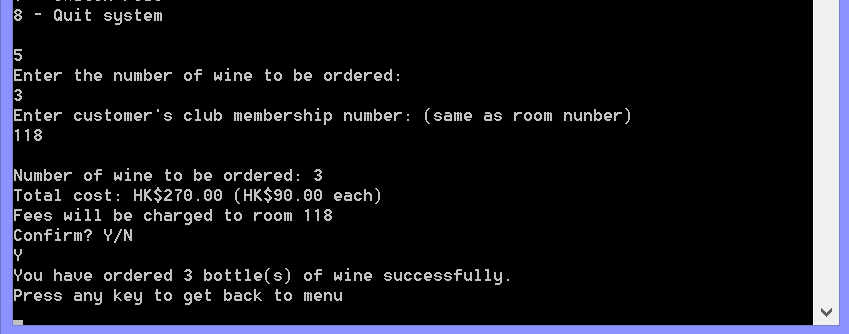 8 - Quit system
5
Enter the number of wine to be ordered:
3
Enter customer's club membership number: (same as room nunber)
118
Number of wine to be ordered: 3
Total cost: HK$270.00 (HK$90.00 each)
Fees will be charged to room 118
Confirm? Y/N
Y
You have ordered 3 bottle(s) of wine successfully.
Press any key to get back to menu